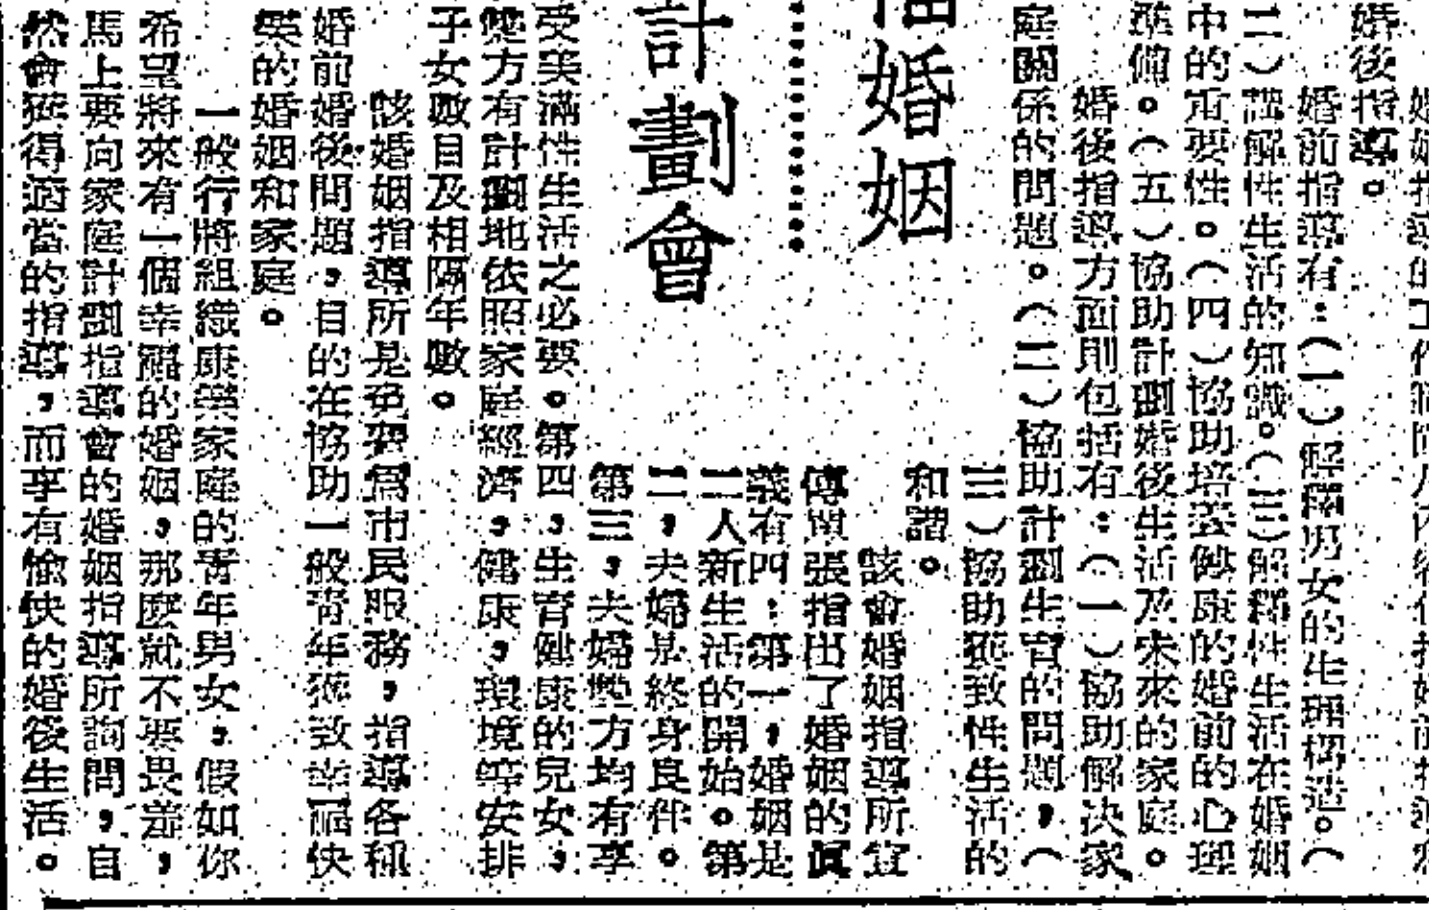 婚姻指導的工作
婚後指導。
婚前指導有:(一)解釋男女的生理構造。(
二)講解性生活的知識。(三)解釋性生活在婚姻
中的重要性。(四)協助培養健康的婚前的心理
準備。(五)協助計劃婚後生活及未來的家庭。
婚後指導方面則包括有:(一)協助解決家
庭關係的問題。(二)協助計劃生育的問題,(
三)協助獲致性生活的
和諧。
該會婚姻指導所宣
傳單張指出了婚姻的眞
義有四:第一,婚姻是
二人新生活的開始。第
二,夫婦是終身良伴。
第三,夫婦雙方均有享
受美滿性生活之必要。第四,生育健康的兒女,
雙方有計劃地依照家庭經濟,健康,環境等安排
子女數目及相隔年數。
該婚姻指導所是免費爲市民服務,指導各種
婚前婚後問題,目的在協助一般青年獲致幸福快
樂的婚姻和家庭。
一般行將組織康樂家庭的青年男女,假如你
希望將來有一個幸福的婚姻,那麼就不要畏羞,
馬上要向家庭計劃指導會的婚姻指導所詢問,自
然會獲得適當的指導,而享有愉快的婚後生活。
婚姻
計劃會